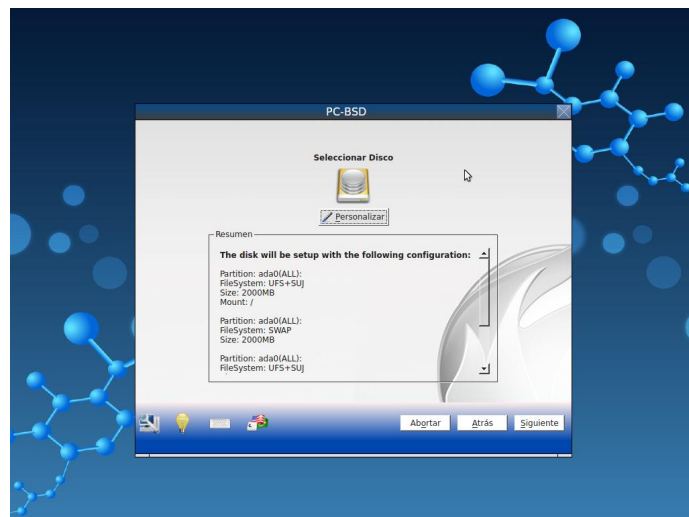 PC-BSD
Seleccionar Disco
Personalizar
Resumen
The disk will be setup with the following configuration:
Partition: ada0(ALL):
FileSystem: UFS+SUJ
Size: 2000MB
Mount: /
Partition: ada0(ALL):
FileSystem: SWAP
Size: 2000MB
Partition: ada0(ALL):
FileSystem: UFS+SUJ
Abortar Atrás Siguiente